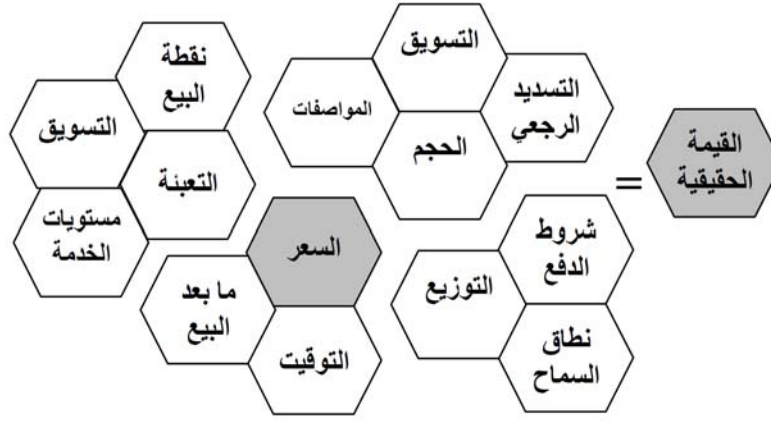 نقطة
البيع
التسويق
التعبئة
مستويات
الخدمة
التسويق
المواصفات
التسديد
الرجعي
الحجم
السعر
ما بعد
البيع
التوقيت
شروط
الدفع
التوزيع
نطاق
السماح
=
القيمة
الحقيقية